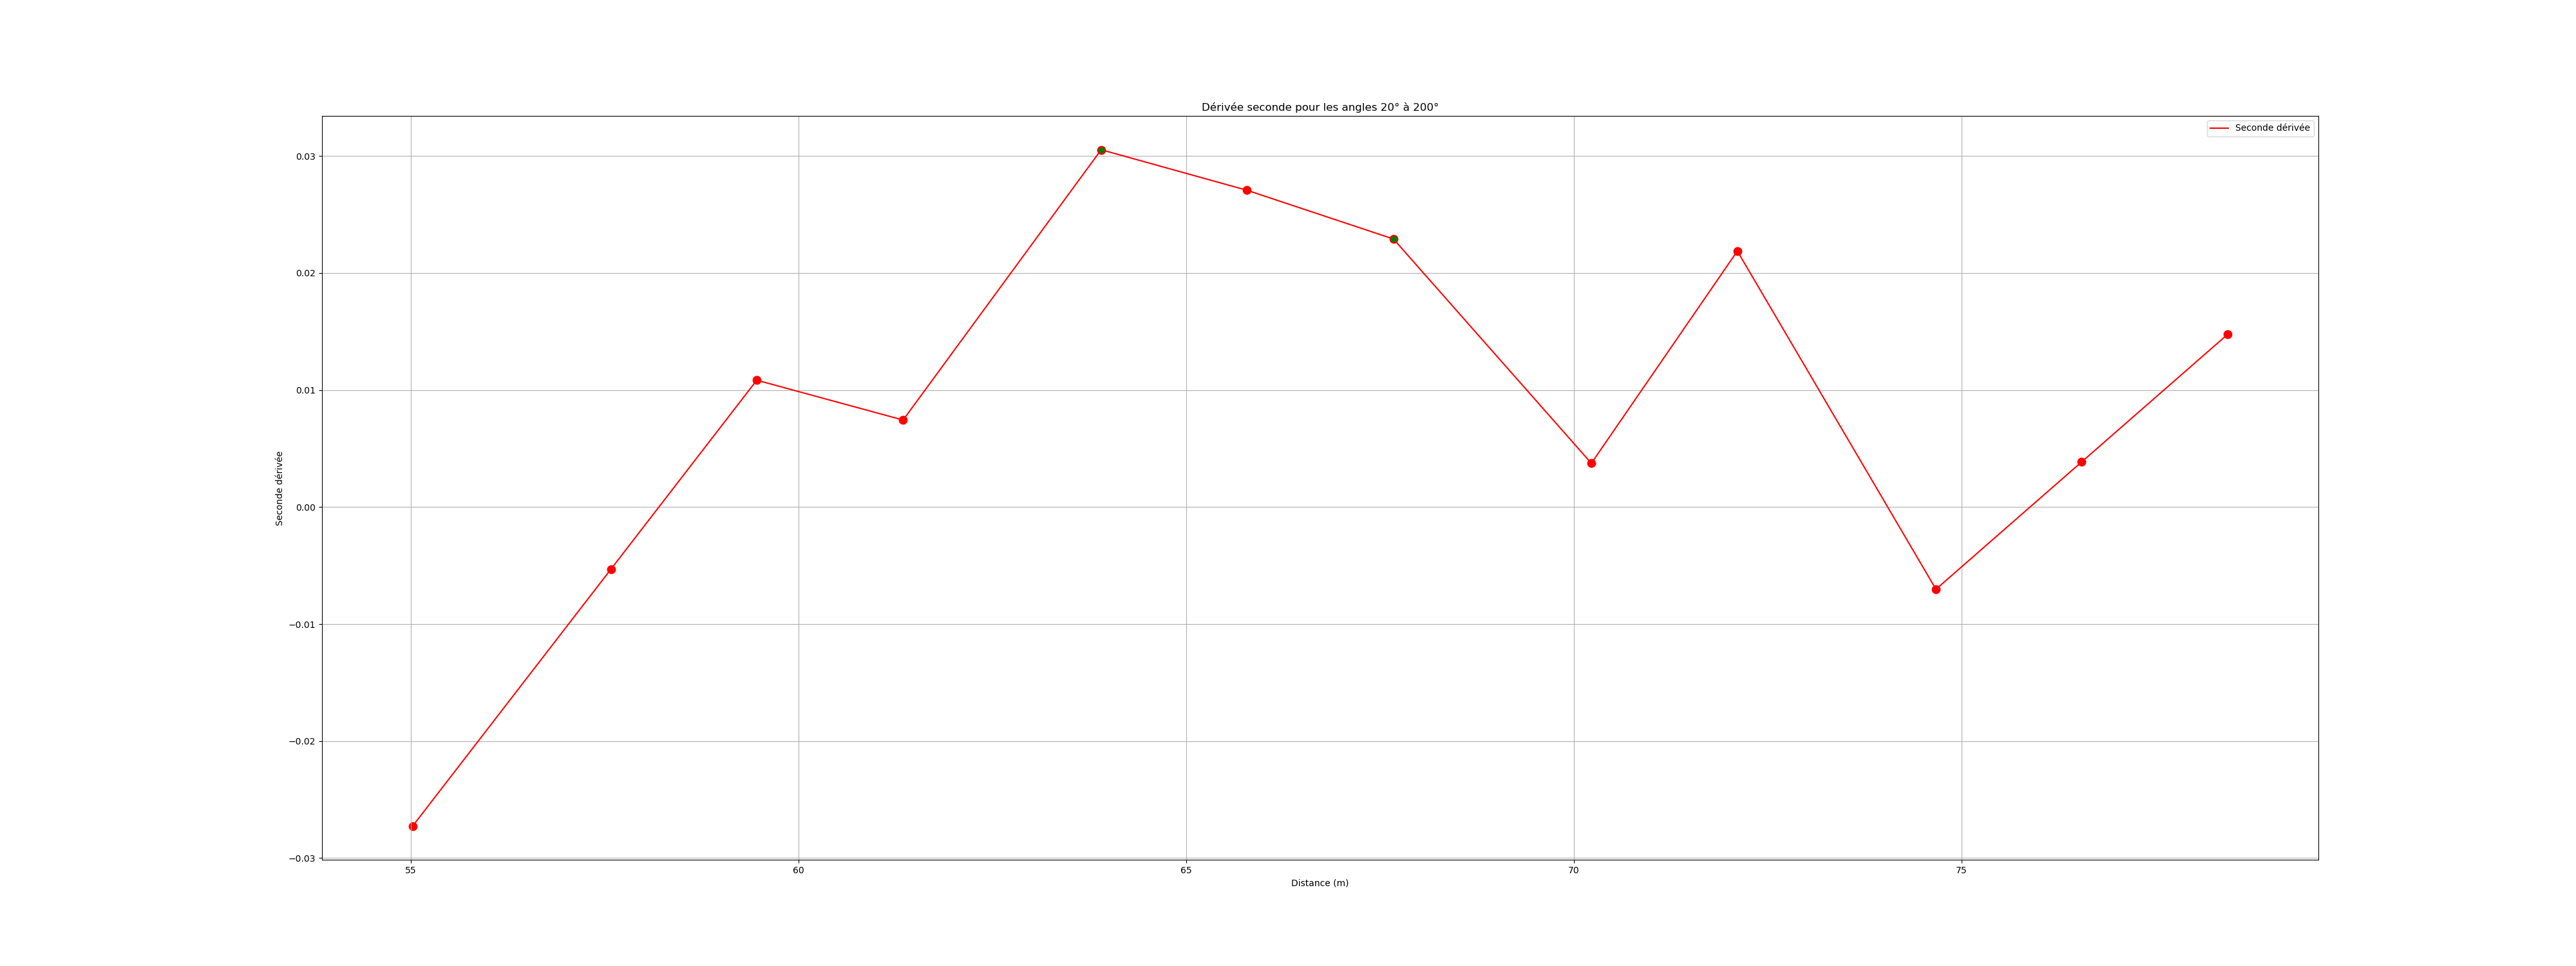 Dérivée seconde pour les angles 20° à 200°
Seconde dérivée
0.03
0.02
0.01
0.00
−0.01
−0.02
−0.03
Seconde dérivée
55 60 65 70 75
Distance (m)